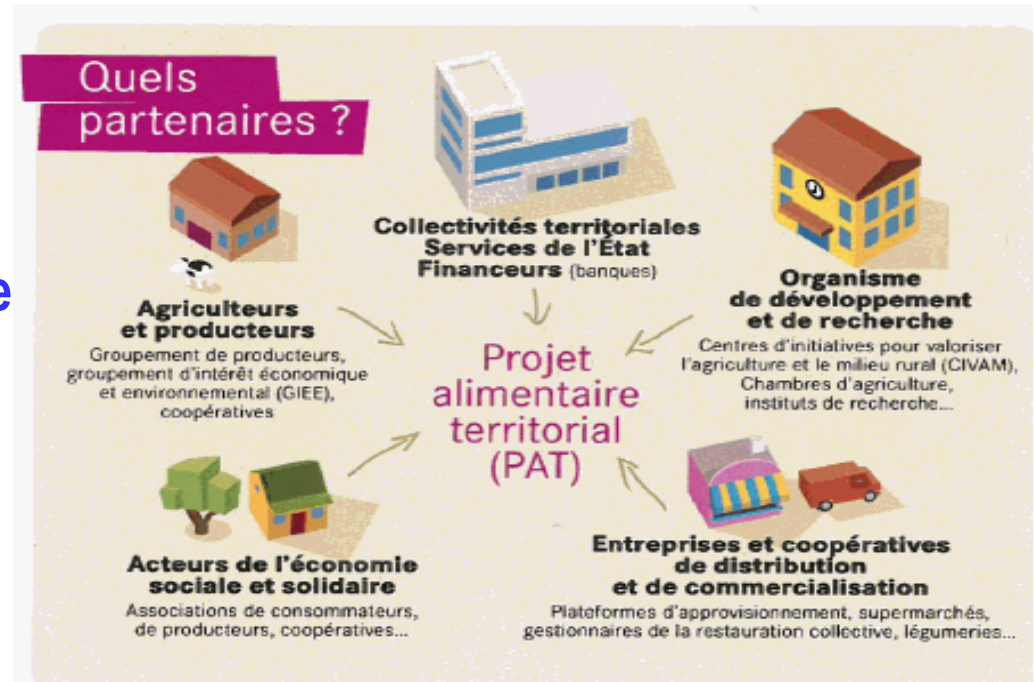 Quels
partenaires ?
Collectivités territoriales
Services de l'État
Financeurs (banques)
e
Agriculteurs
et producteurs
Groupement de producteurs,
groupement d'intérêt économique
et environnemental (GIEE),
coopératives
Organisme
de développement
et de recherche
Centres d'initiatives pour valoriser
l'agriculture et le milieu rural (CIVAM),
Chambres d'agriculture,
instituts de recherche...
Projet
alimentaire
territorial
(PAT)
Acteurs de l'économie
sociale et solidaire
Associations de consommateurs,
de producteurs, coopératives...
Entreprises et coopératives
de distribution
et de commercialisation
Plateformes d'approvisionnement, supermarchés,
gestionnaires de la restauration collective, légumeries...